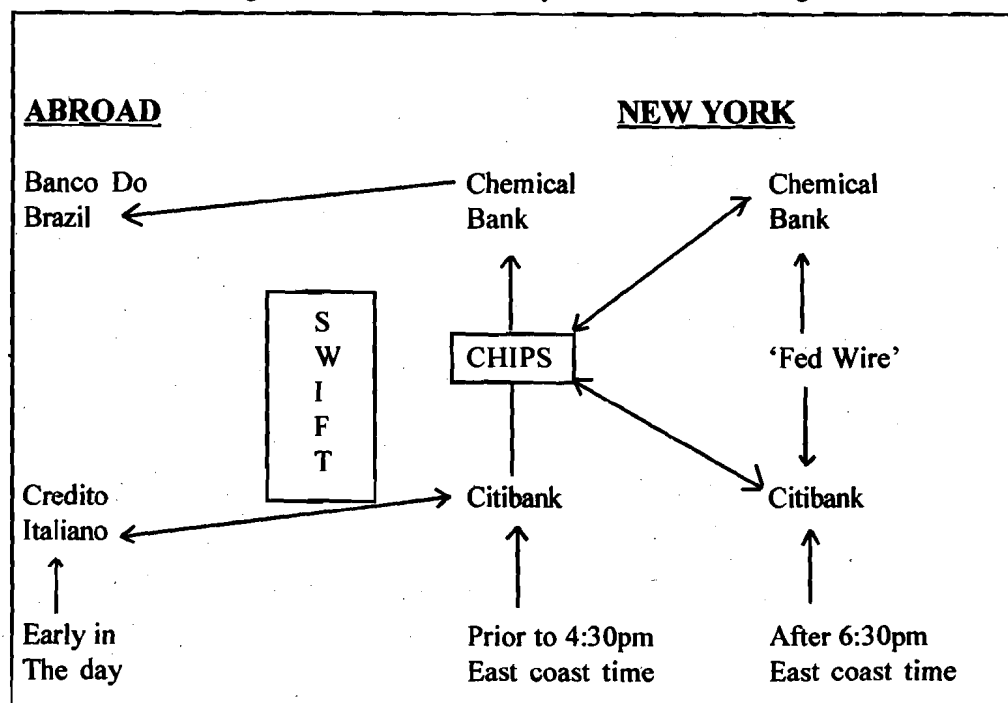 ABROAD
NEW YORK
Banco Do
Brazil
Chemical
Bank
Chemical
Bank
S
W
I
F
T
CHIPS
'Fed Wire'
Credito
Italiano
Citibank
Citibank
Early in
The day
Prior to 4:30pm
East coast time
After 6:30pm
East coast time